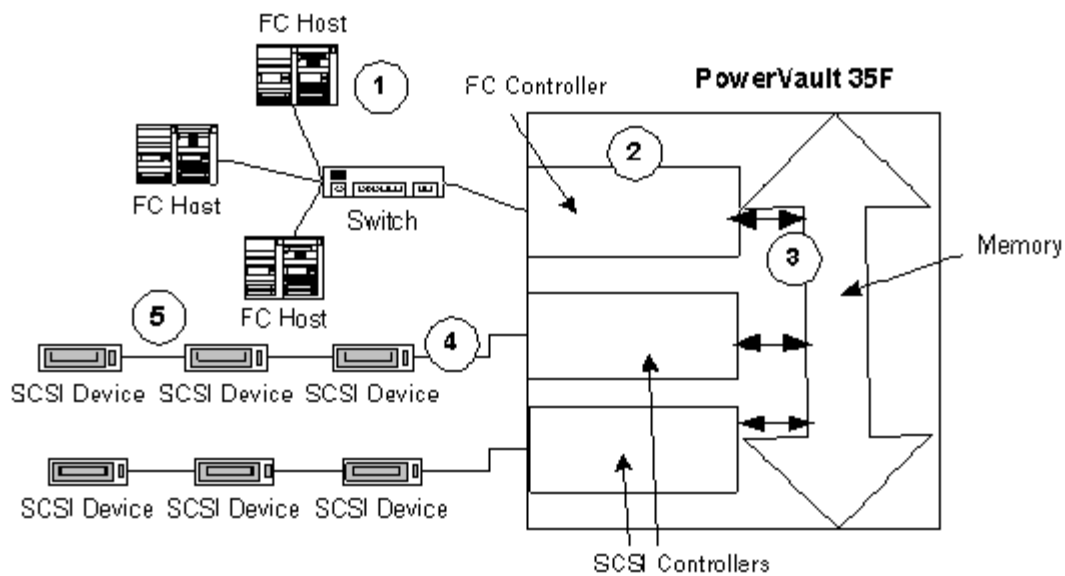 FC Host
1
FC Controller
PowerVault 35F
2
FC Host
Switch
3
Memory
FC Host
5
4
SCSI Device SCSI Device SCSI Device
SCSI Device SCSI Device SCSI Device
SCSI Controllers